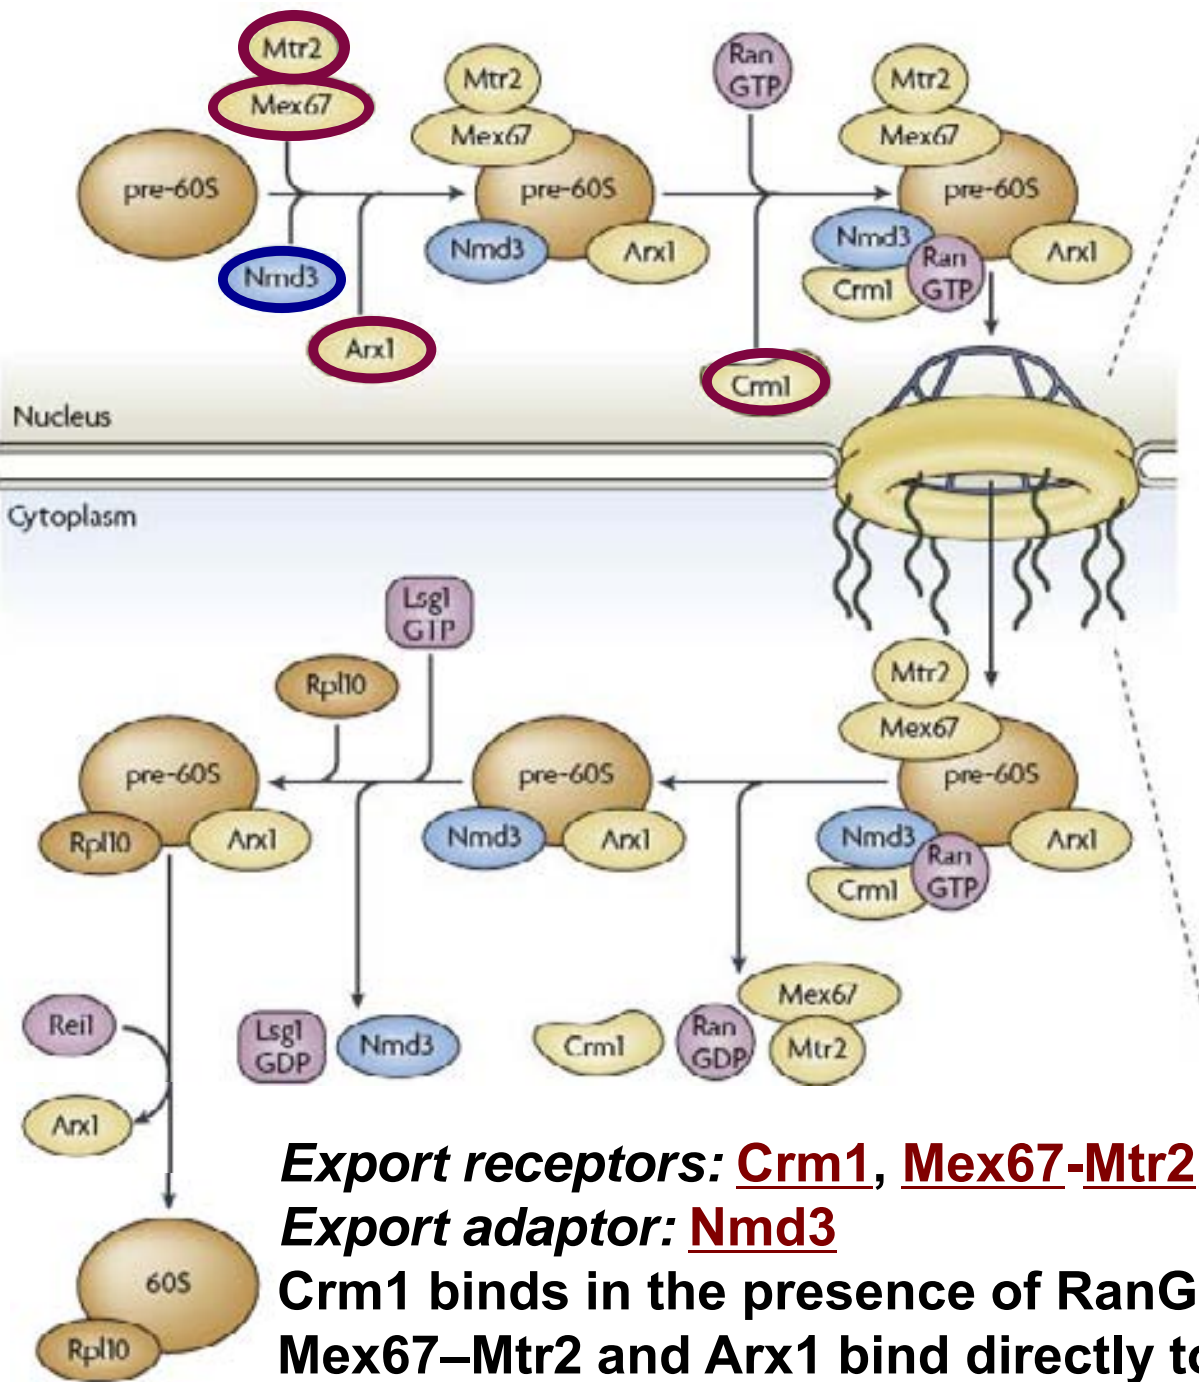 Mtr2
Mex67
pre-60S
Nmd3
Arx1
Mtr2
Mex67
pre-60S
Nmd3
Arx1
Ran
GTP
Crm1
Mtr2
Mex67
pre-60S
Nmd3
Ran
GTP
Crm1
Arx1
Nucleus
Cytoplasm
Lsg1
GTP
Rpl10
pre-60S
Rpl10
Arx1
pre-60S
Nmd3
Arx1
Mtr2
Mex67
pre-60S
Nmd3
Ran
GTP
Crm1
Arx1
Rei1
Arx1
Lsg1
GDP
Nmd3
Crm1
Ran
GDP
Mex67
Mtr2
60S
Rpl10
Export receptors: Crm1, Mex67-Mtr2
Export adaptor: Nmd3
Crm1 binds in the presence of RanG
Mex67–Mtr2 and Arx1 bind directly to